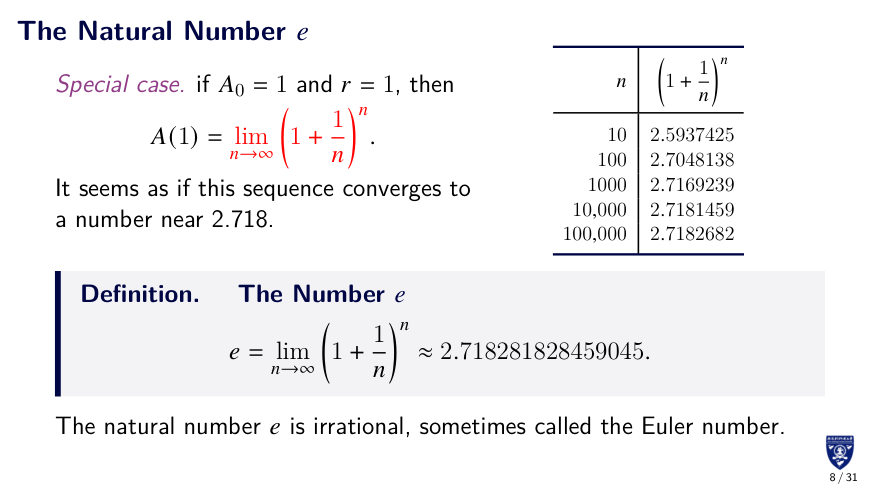 The Natural Number e
Special case. if A₀ = 1 and r = 1, then
A(1) = lim n→∞ (1 + 1/n)ⁿ.
It seems as if this sequence converges to
a number near 2.718.
n (1 + 1/n)ⁿ
10 2.5937425
100 2.7048138
1000 2.7169239
10,000 2.7181459
100,000 2.7182682
Definition. The Number e
e = lim n→∞ (1 + 1/n)ⁿ ≈ 2.718281828459045.
The natural number e is irrational, sometimes called the Euler number.
8 / 31